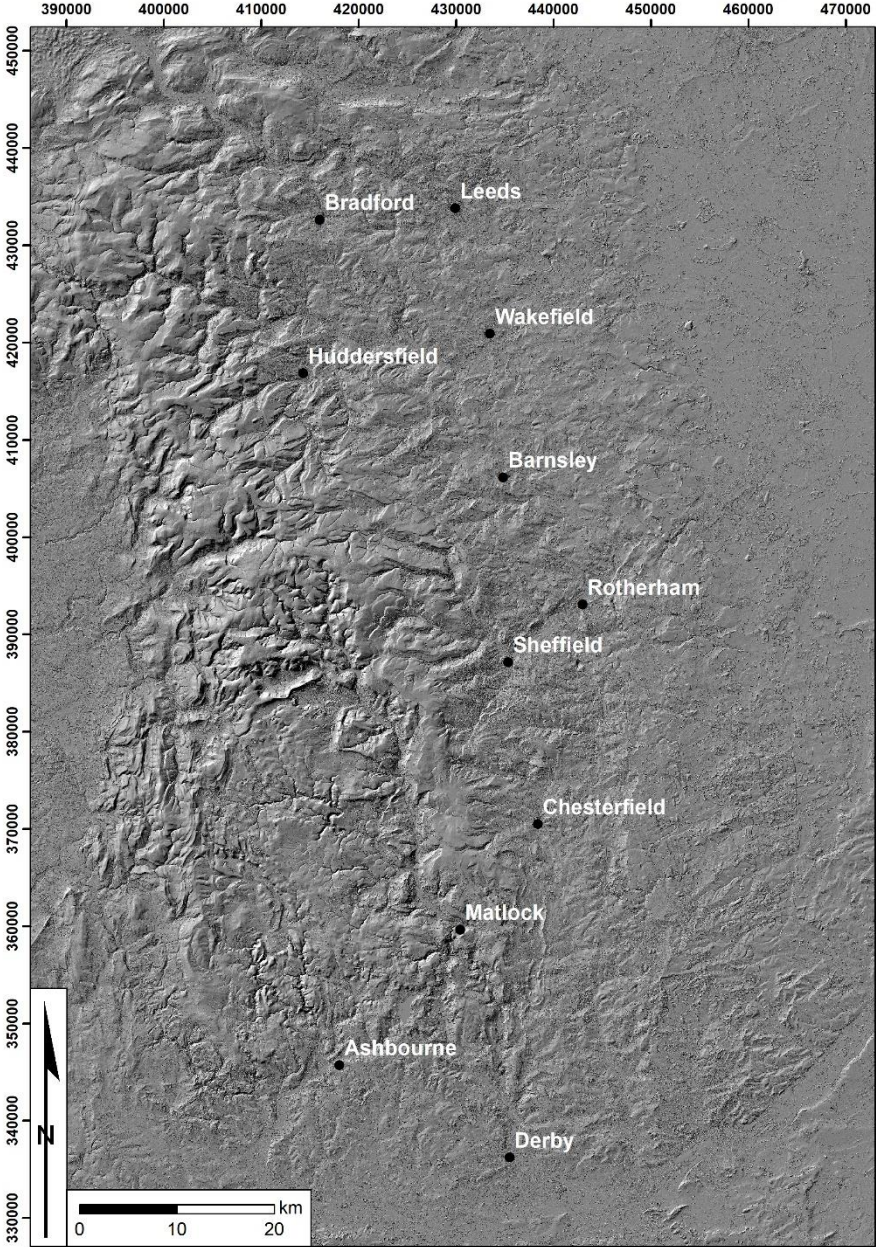 390000 400000 410000 420000 430000 440000 450000 460000 470000
450000
440000
430000
420000
410000
400000
390000
380000
370000
360000
350000
340000
330000
Bradford
Leeds
Wakefield
Huddersfield
Barnsley
Rotherham
Sheffield
Chesterfield
Matlock
Ashbourne
Derby
N
km
0 10 20